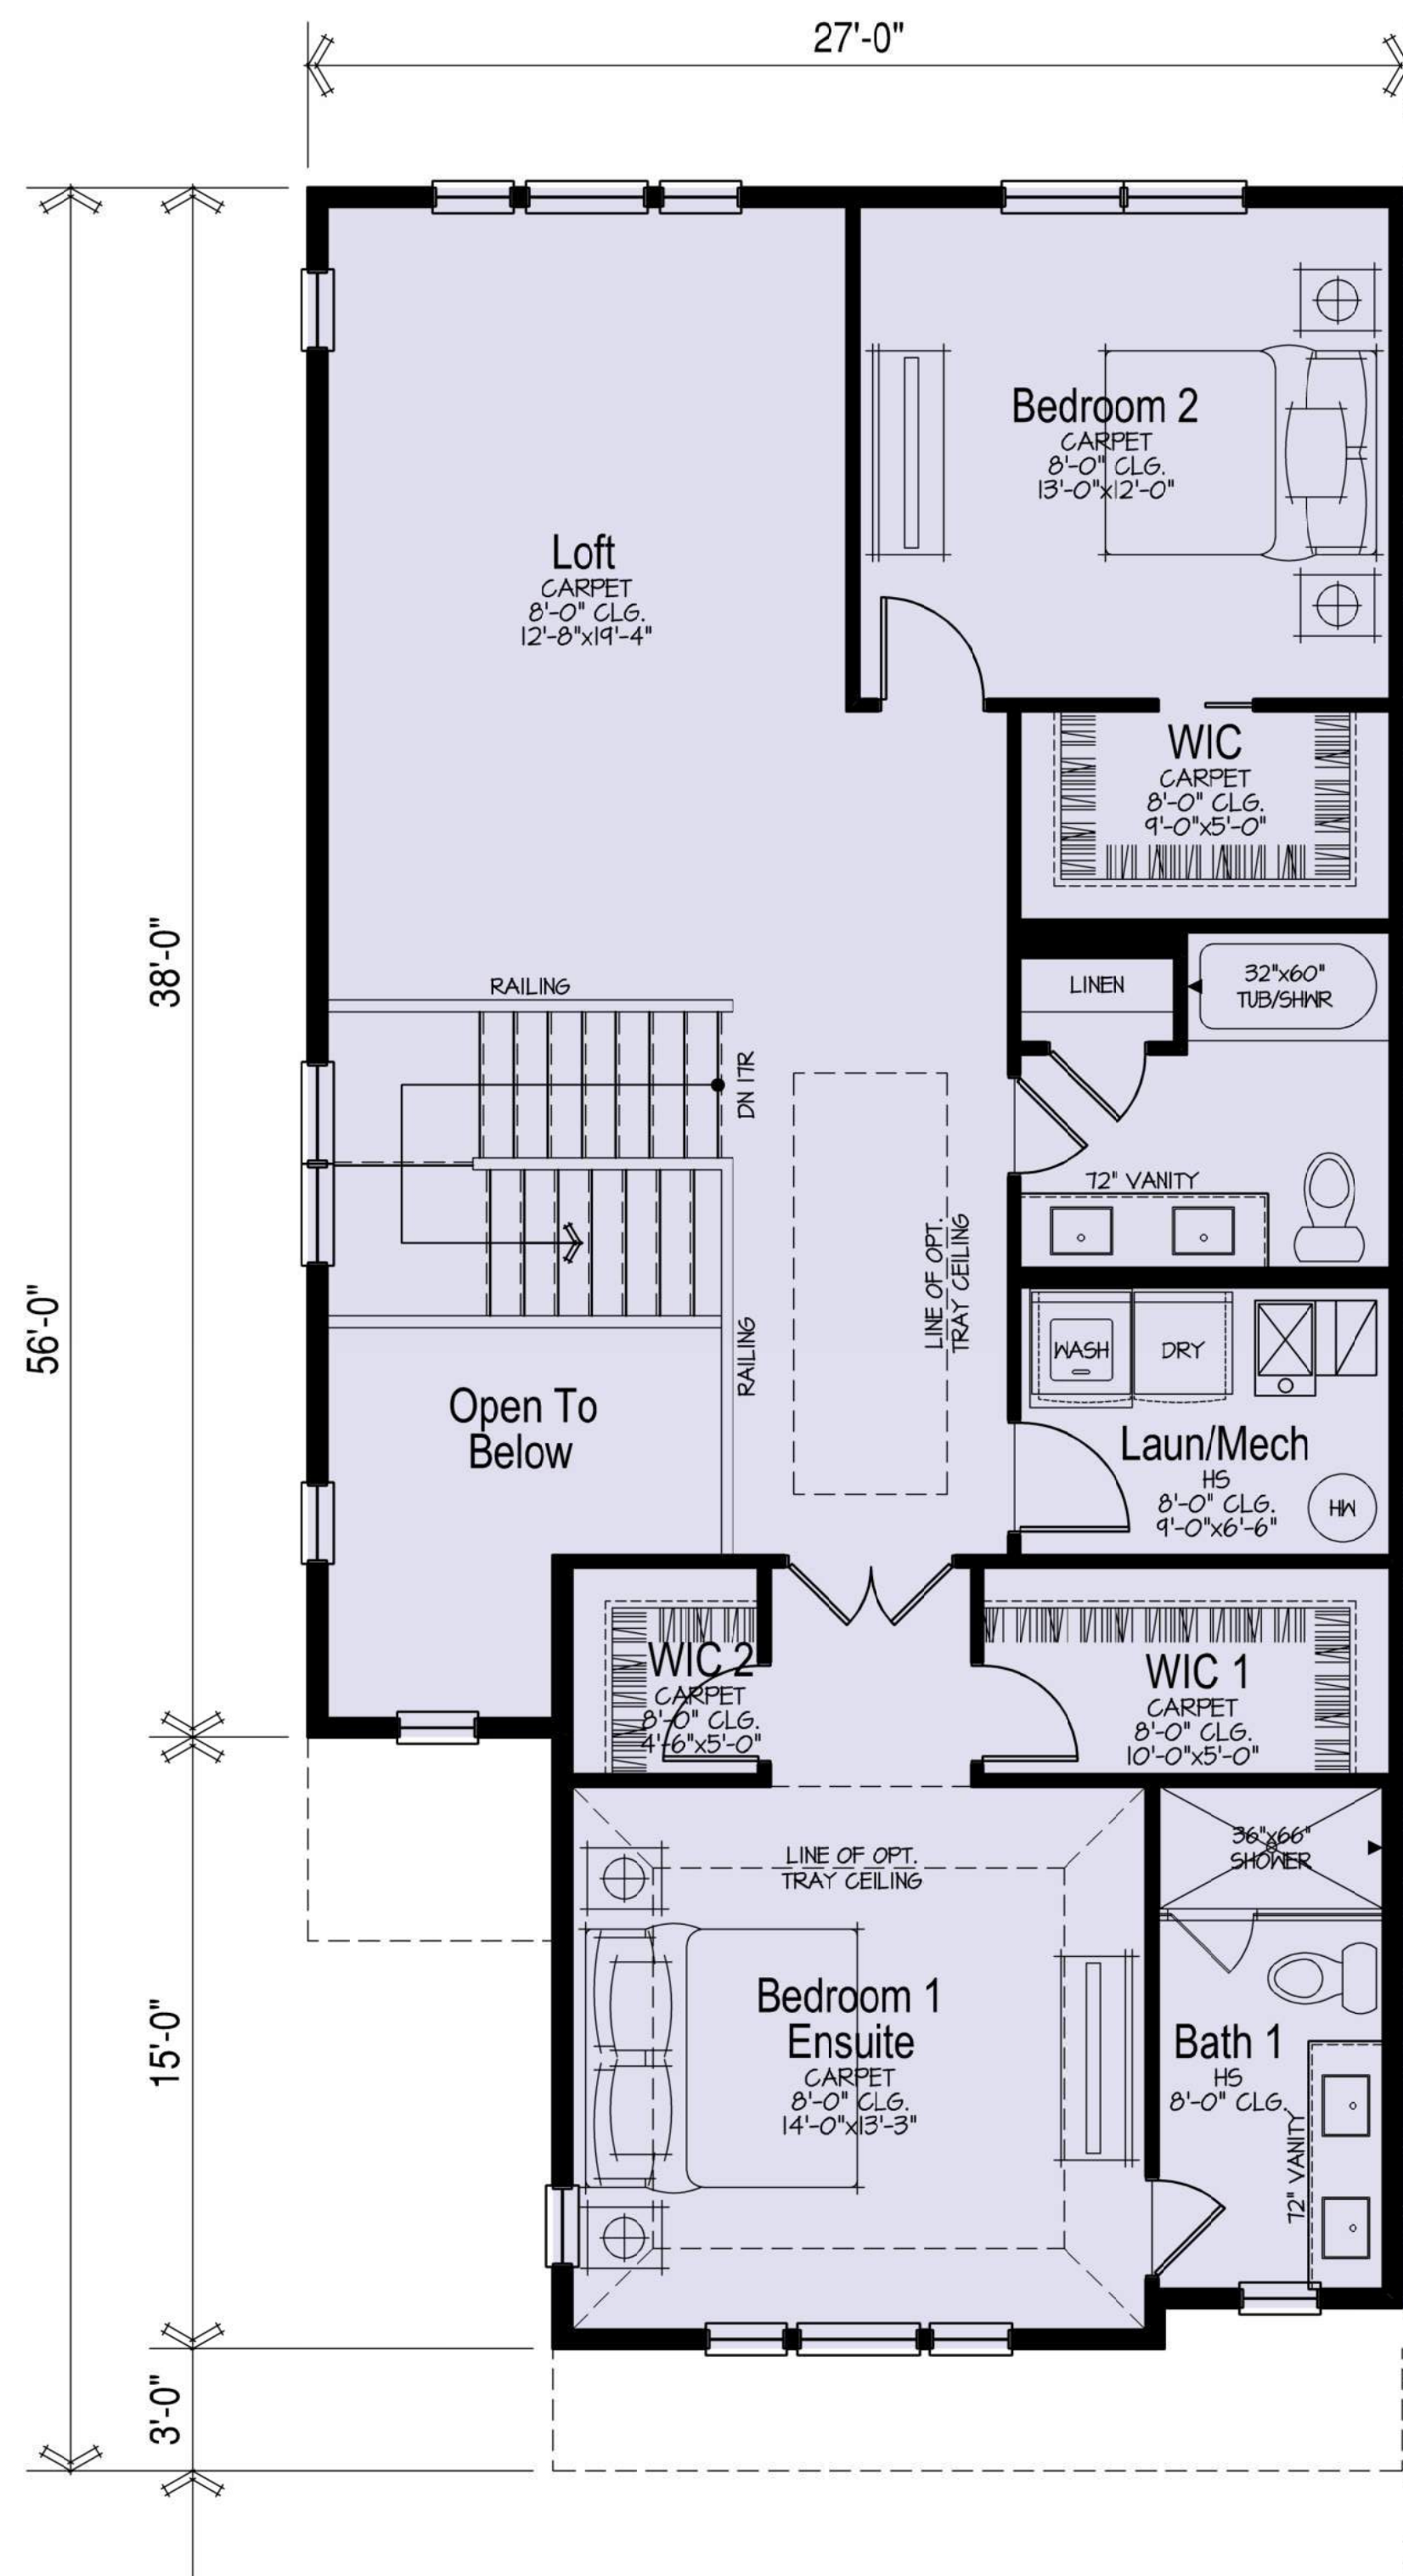 27'-0"
56'-0"
38'-0"
15'-0"
3'-0"
Loft
CARPET
8'-0" CLG.
12'-8"x19'-4"
Bedroom 2
CARPET
8'-0" CLG.
13'-0"x12'-0"
WIC
CARPET
8'-0" CLG.
9'-0"x5'-0"
RAILING
DN 17R
LINEN
32"x60"
TUB/SHWR
72" VANITY
LINE OF OPT.
TRAY CEILING
RAILING
Open To
Below
WASH
DRY
Laun/Mech
HS
8'-0" CLG.
9'-0"x6'-6"
HW
WIC 2
CARPET
8'-0" CLG.
4'-6"x5'-0"
WIC 1
CARPET
8'-0" CLG.
10'-0"x5'-0"
LINE OF OPT.
TRAY CEILING
36"x66"
SHOWER
Bedroom 1
Ensuite
CARPET
8'-0" CLG.
14'-0"x13'-3"
Bath 1
HS
8'-0" CLG.
72" VANITY